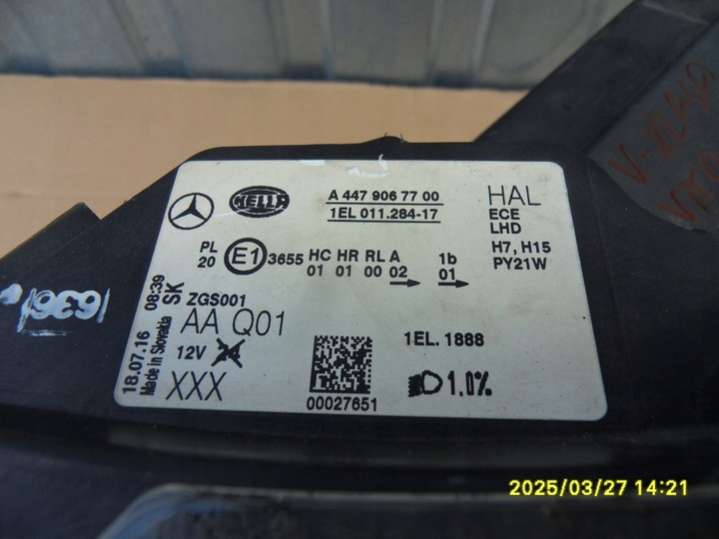 HELLA
A 447 906 77 00
1EL 011.284-17
HAL
ECE
LHD
H7, H15
PY21W
PL
20
E1
3655
HC HR RL A 1b
01 01 00 02 01
ZGS001
AA Q01
12V 24
XXX
18.07.16 08:39
Made in Slovakia SK
00027651
1EL. 1888
1.0%
2025/03/27 14:21